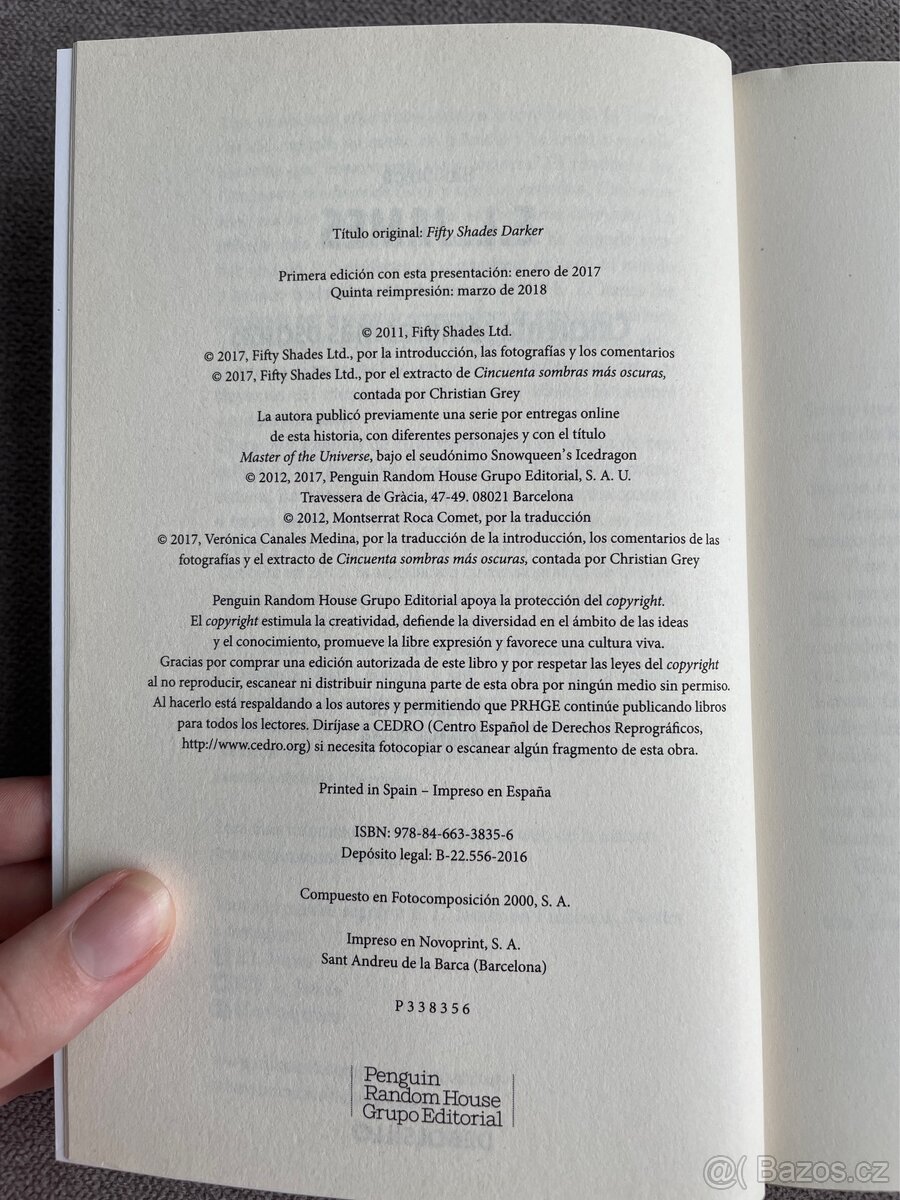 Título original: Fifty Shades Darker
Primera edición con esta presentación: enero de 2017
Quinta reimpresión: marzo de 2018
© 2011, Fifty Shades Ltd.
© 2017, Fifty Shades Ltd., por la introducción, las fotografías y los comentarios
© 2017, Fifty Shades Ltd., por el extracto de Cincuenta sombras más oscuras,
contada por Christian Grey
La autora publicó previamente una serie por entregas online
de esta historia, con diferentes personajes y con el título
Master of the Universe, bajo el seudónimo Snowqueen's Icedragon
© 2012, 2017, Penguin Random House Grupo Editorial, S. A. U.
Travessera de Gràcia, 47-49. 08021 Barcelona
© 2012, Montserrat Roca Comet, por la traducción
© 2017, Verónica Canales Medina, por la traducción de la introducción, los comentarios de las
fotografías y el extracto de Cincuenta sombras más oscuras, contada por Christian Grey
Penguin Random House Grupo Editorial apoya la protección del copyright.
El copyright estimula la creatividad, defiende la diversidad en el ámbito de las ideas
y el conocimiento, promueve la libre expresión y favorece una cultura viva.
Gracias por comprar una edición autorizada de este libro y por respetar las leyes del copyright
al no reproducir, escanear ni distribuir ninguna parte de esta obra por ningún medio sin permiso.
Al hacerlo está respaldando a los autores y permitiendo que PRHGE continúe publicando libros
para todos los lectores. Diríjase a CEDRO (Centro Español de Derechos Reprográficos,
http://www.cedro.org) si necesita fotocopiar o escanear algún fragmento de esta obra.
Printed in Spain – Impreso en España
ISBN: 978-84-663-3835-6
Depósito legal: B-22.556-2016
Compuesto en Fotocomposición 2000, S. A.
Impreso en Novoprint, S. A.
Sant Andreu de la Barca (Barcelona)
P 3 3 8 3 5 6
Penguin
Random House
Grupo Editorial
@( Bazos.cz